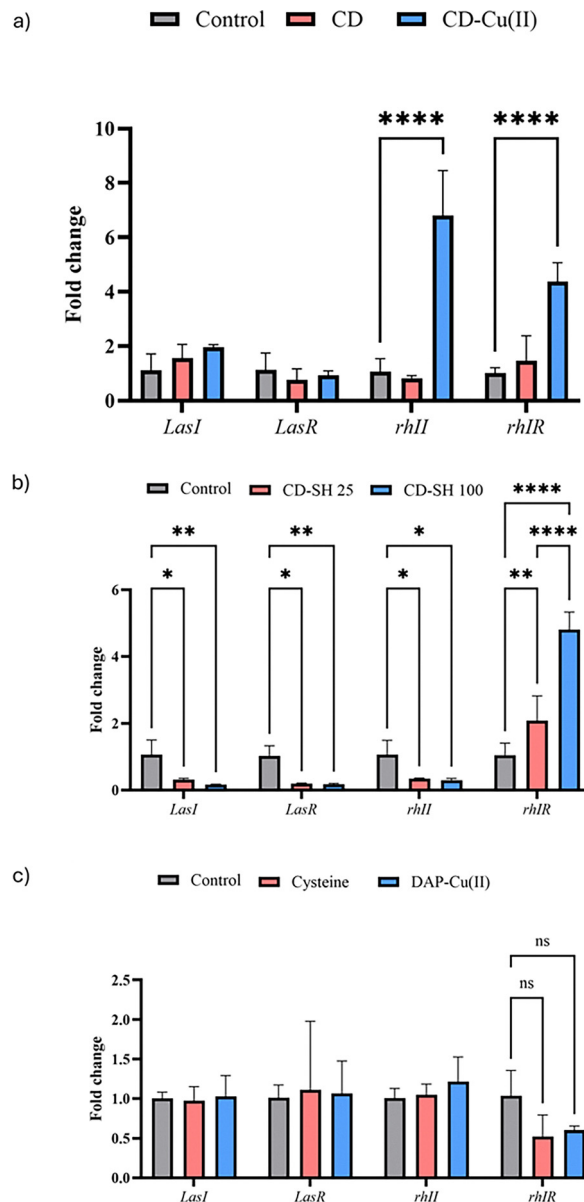 a)
Control CD CD-Cu(II)
**** ****
10
8
6
4
2
0
Fold change
LasI LasR rhII rhIR
b)
Control CD-SH 25 CD-SH 100
****
** ** * ****
* * * **
6
4
2
0
Fold change
LasI LasR rhII rhIR
c)
Control Cysteine DAP-Cu(II)
ns
ns
2.5
2.0
1.5
1.0
0.5
0.0
Fold change
LasI LasR rhII rhIR